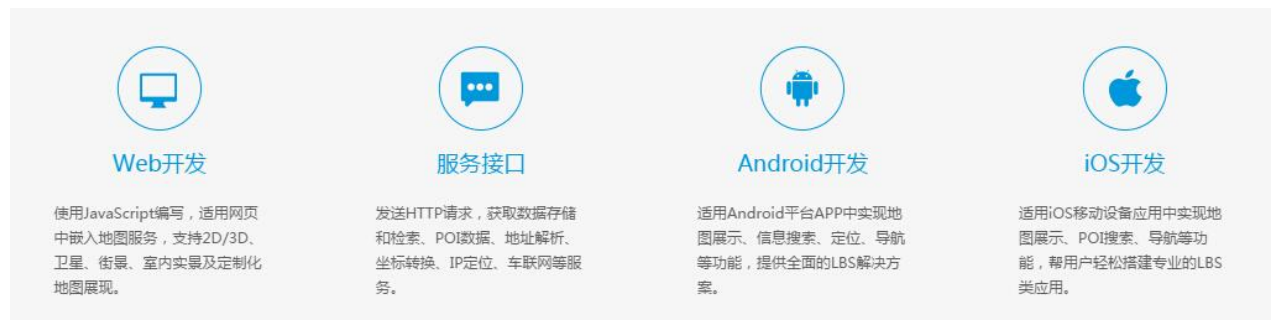 Web开发
使用JavaScript编写，适用网页
中嵌入地图服务，支持2D/3D、
卫星、街景、室内实景及定制化
地图展现。
服务接口
发送HTTP请求，获取数据存储
和检索、POI数据、地址解析、
坐标转换、IP定位、车联网等服
务。
Android开发
适用Android平台APP中实现地
图展示、信息搜索、定位、导航
等功能，提供全面的LBS解决方
案。
iOS开发
适用iOS移动设备应用中实现地
图展示、POI搜索、导航等功
能，帮用户轻松搭建专业的LBS
类应用。